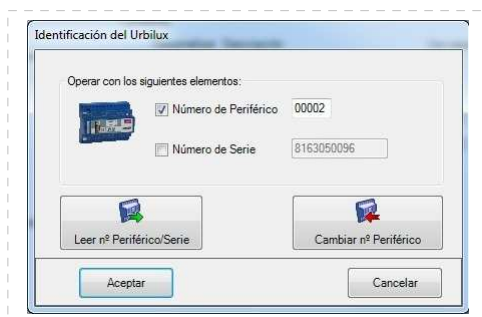 Identificación del Urbilux
Operar con los siguientes elementos:
Número de Periférico 00002
Número de Serie 8163050096
Leer nº Periférico/Serie
Cambiar nº Periférico
Aceptar
Cancelar